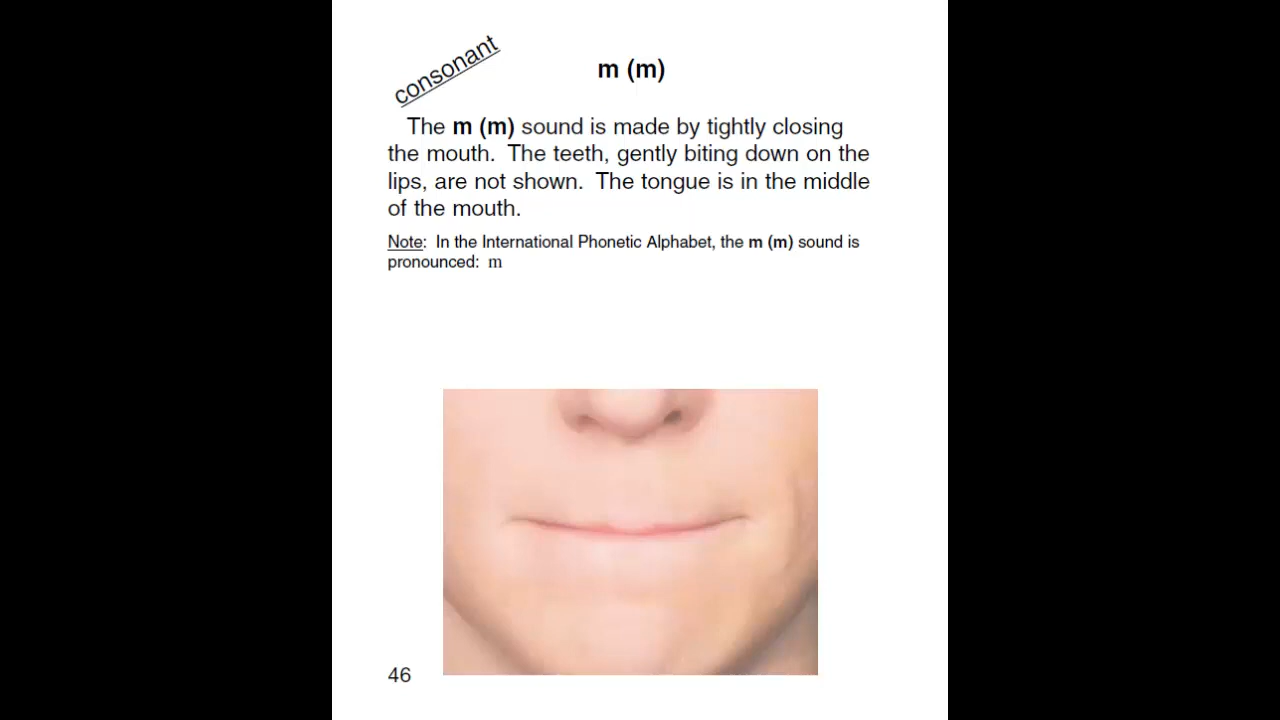 consonant
m (m)
The m (m) sound is made by tightly closing
the mouth. The teeth, gently biting down on the
lips, are not shown. The tongue is in the middle
of the mouth.
Note: In the International Phonetic Alphabet, the m (m) sound is
pronounced: m
46